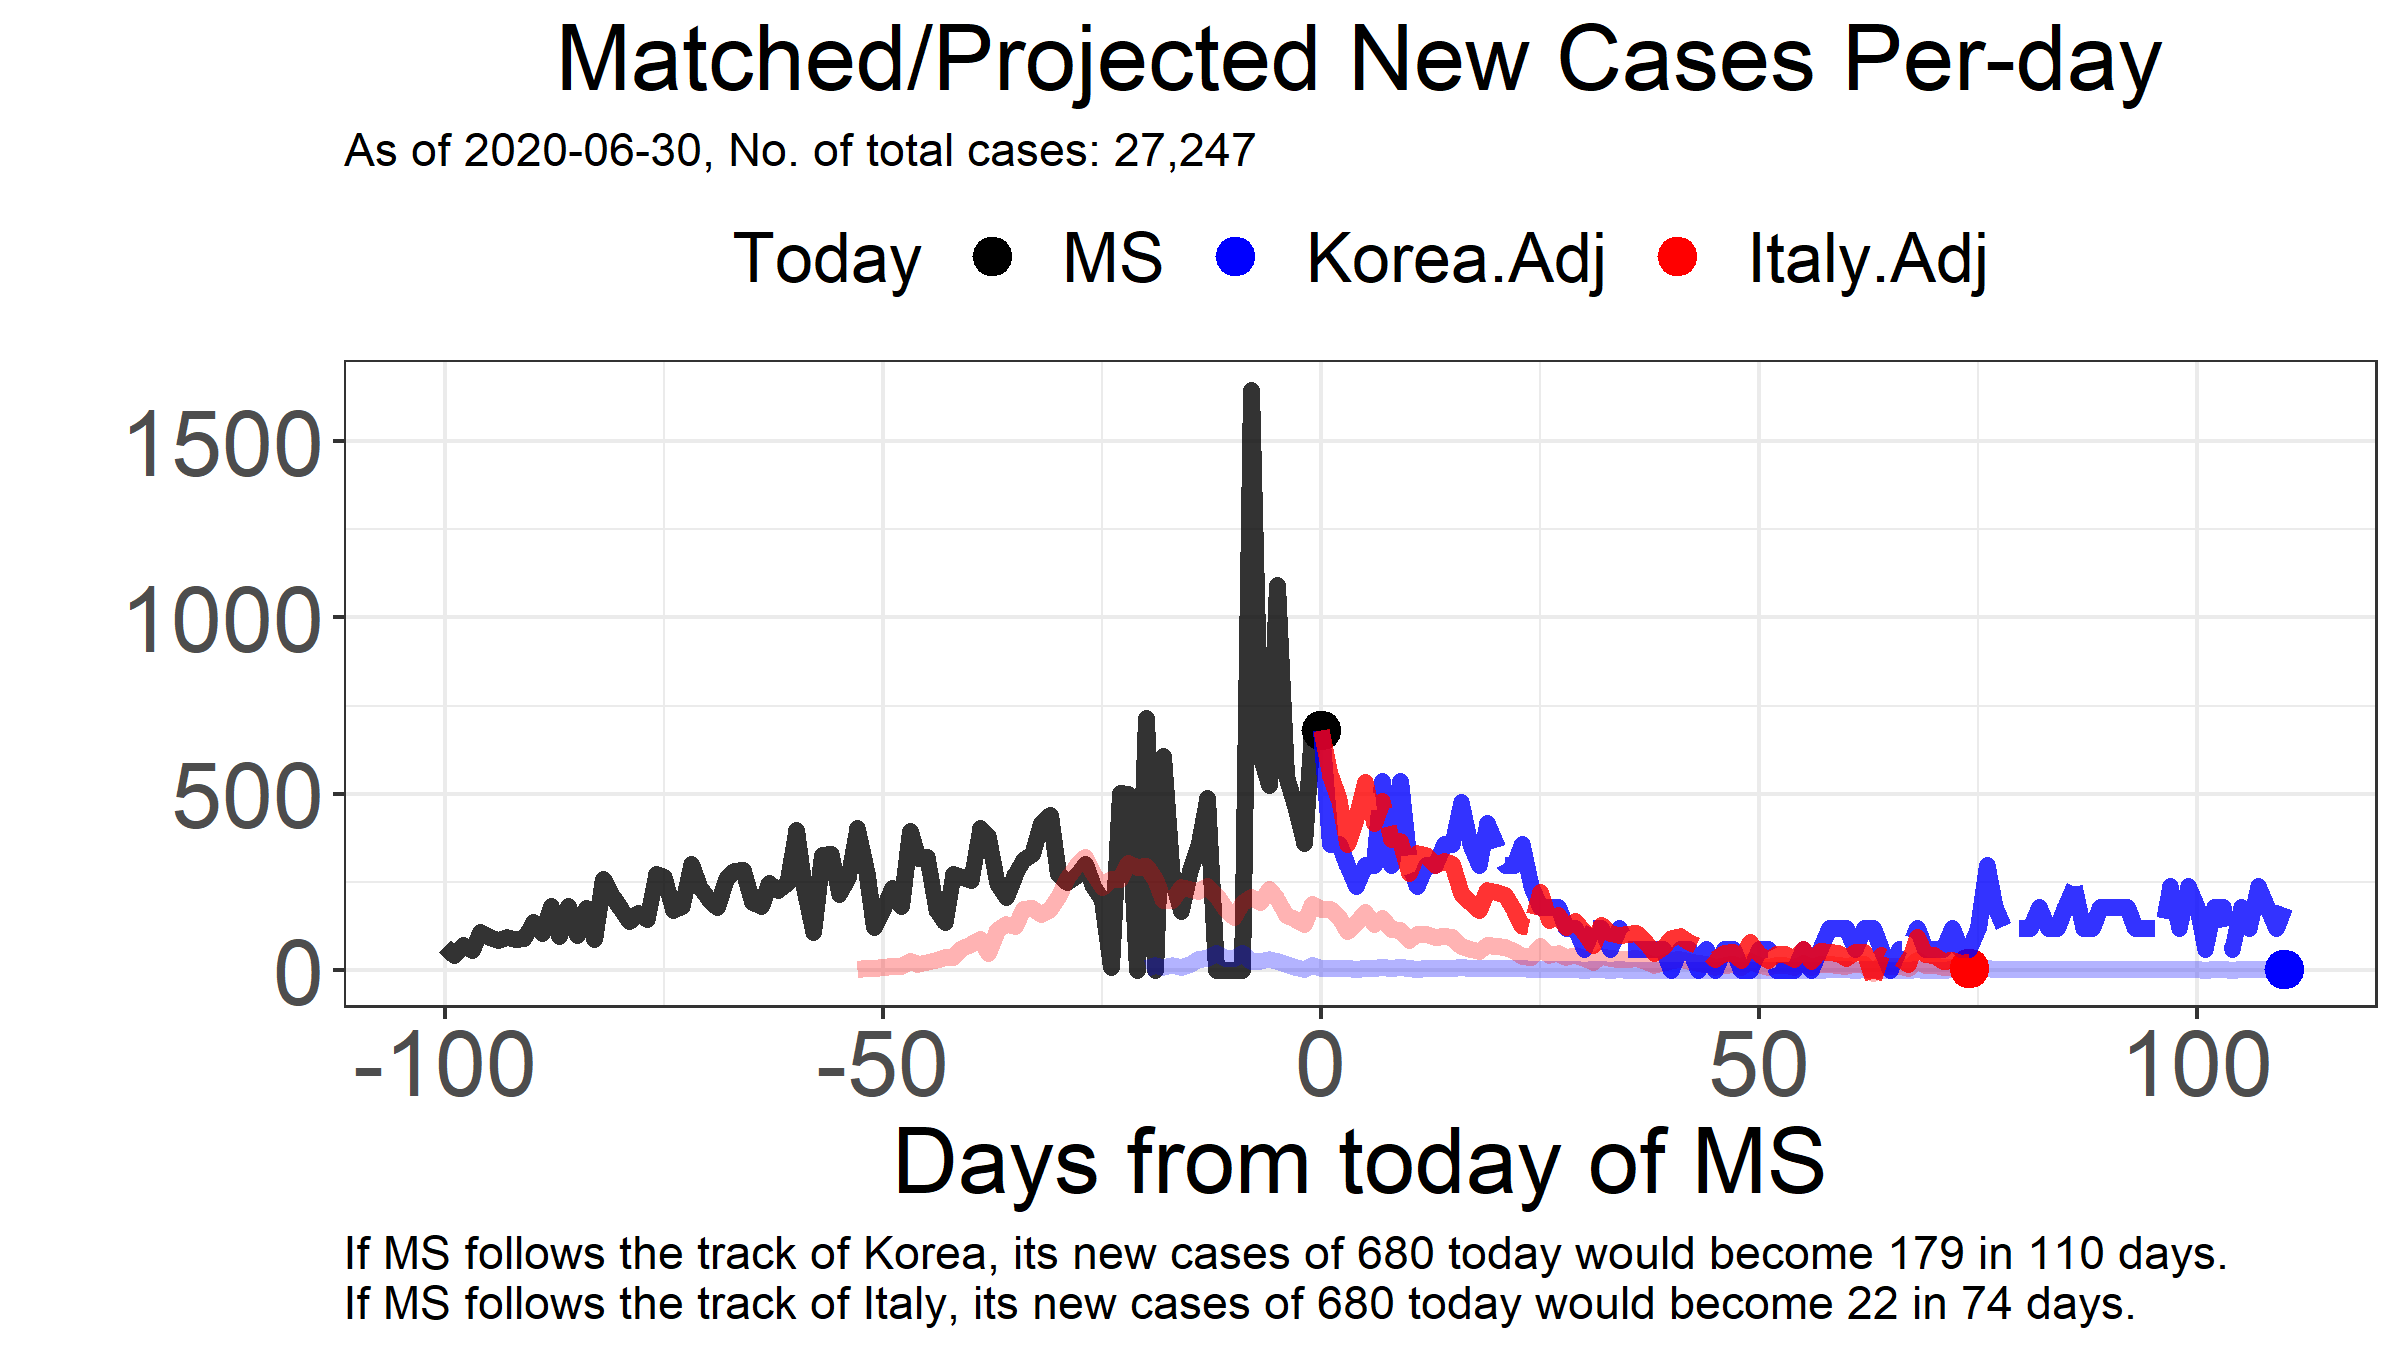 Matched/Projected New Cases Per-day
As of 2020-06-30, No. of total cases: 27,247
Today MS Korea.Adj Italy.Adj
1500
1000
500
0
-100 -50 0 50 100
Days from today of MS
If MS follows the track of Korea, its new cases of 680 today would become 179 in 110 days.
If MS follows the track of Italy, its new cases of 680 today would become 22 in 74 days.